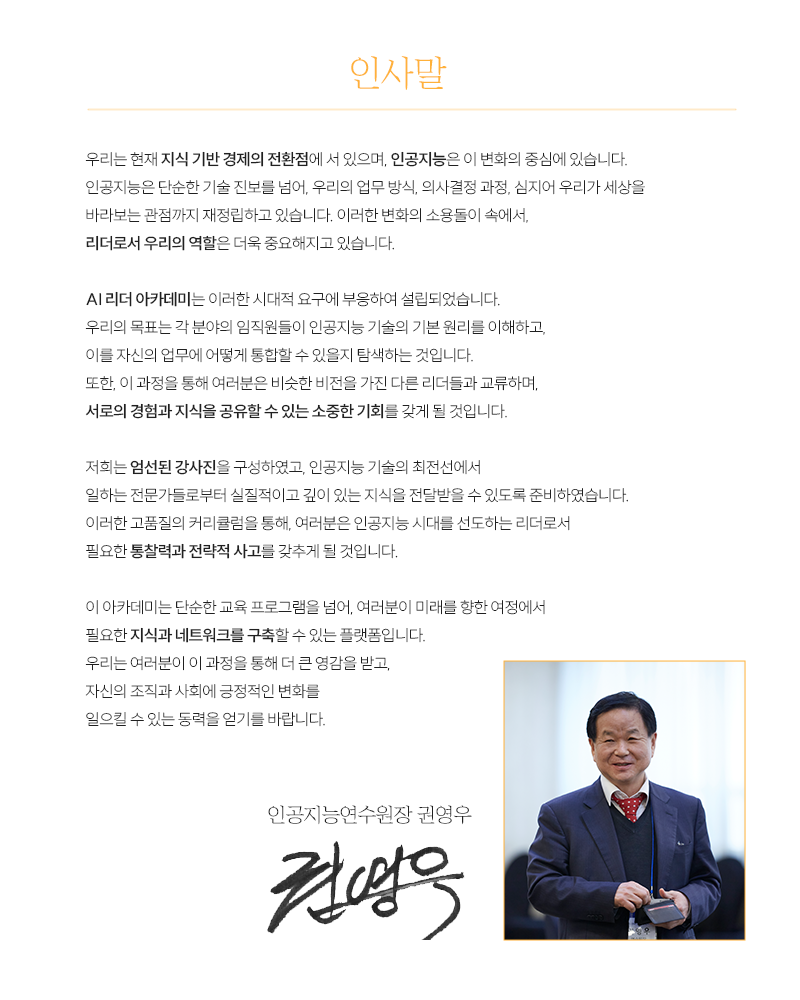 인사말
우리는 현재 지식 기반 경제의 전환점에 서 있으며, 인공지능은 이 변화의 중심에 있습니다.
인공지능은 단순한 기술 진보를 넘어, 우리의 업무 방식, 의사결정 과정, 심지어 우리가 세상을
바라보는 관점까지 재정립하고 있습니다. 이러한 변화의 소용돌이 속에서,
리더로서 우리의 역할은 더욱 중요해지고 있습니다.
AI 리더 아카데미는 이러한 시대적 요구에 부응하여 설립되었습니다.
우리의 목표는 각 분야의 임직원들이 인공지능 기술의 기본 원리를 이해하고,
이를 자신의 업무에 어떻게 통합할 수 있을지 탐색하는 것입니다.
또한, 이 과정을 통해 여러분은 비슷한 비전을 가진 다른 리더들과 교류하며,
서로의 경험과 지식을 공유할 수 있는 소중한 기회를 갖게 될 것입니다.
저희는 엄선된 강사진을 구성하였고, 인공지능 기술의 최전선에서
일하는 전문가들로부터 실질적이고 깊이 있는 지식을 전달받을 수 있도록 준비하였습니다.
이러한 고품질의 커리큘럼을 통해, 여러분은 인공지능 시대를 선도하는 리더로서
필요한 통찰력과 전략적 사고를 갖추게 될 것입니다.
이 아카데미는 단순한 교육 프로그램을 넘어, 여러분이 미래를 향한 여정에서
필요한 지식과 네트워크를 구축할 수 있는 플랫폼입니다.
우리는 여러분이 이 과정을 통해 더 큰 영감을 받고,
자신의 조직과 사회에 긍정적인 변화를
일으킬 수 있는 동력을 얻기를 바랍니다.
인공지능연수원장 권영우
권영우